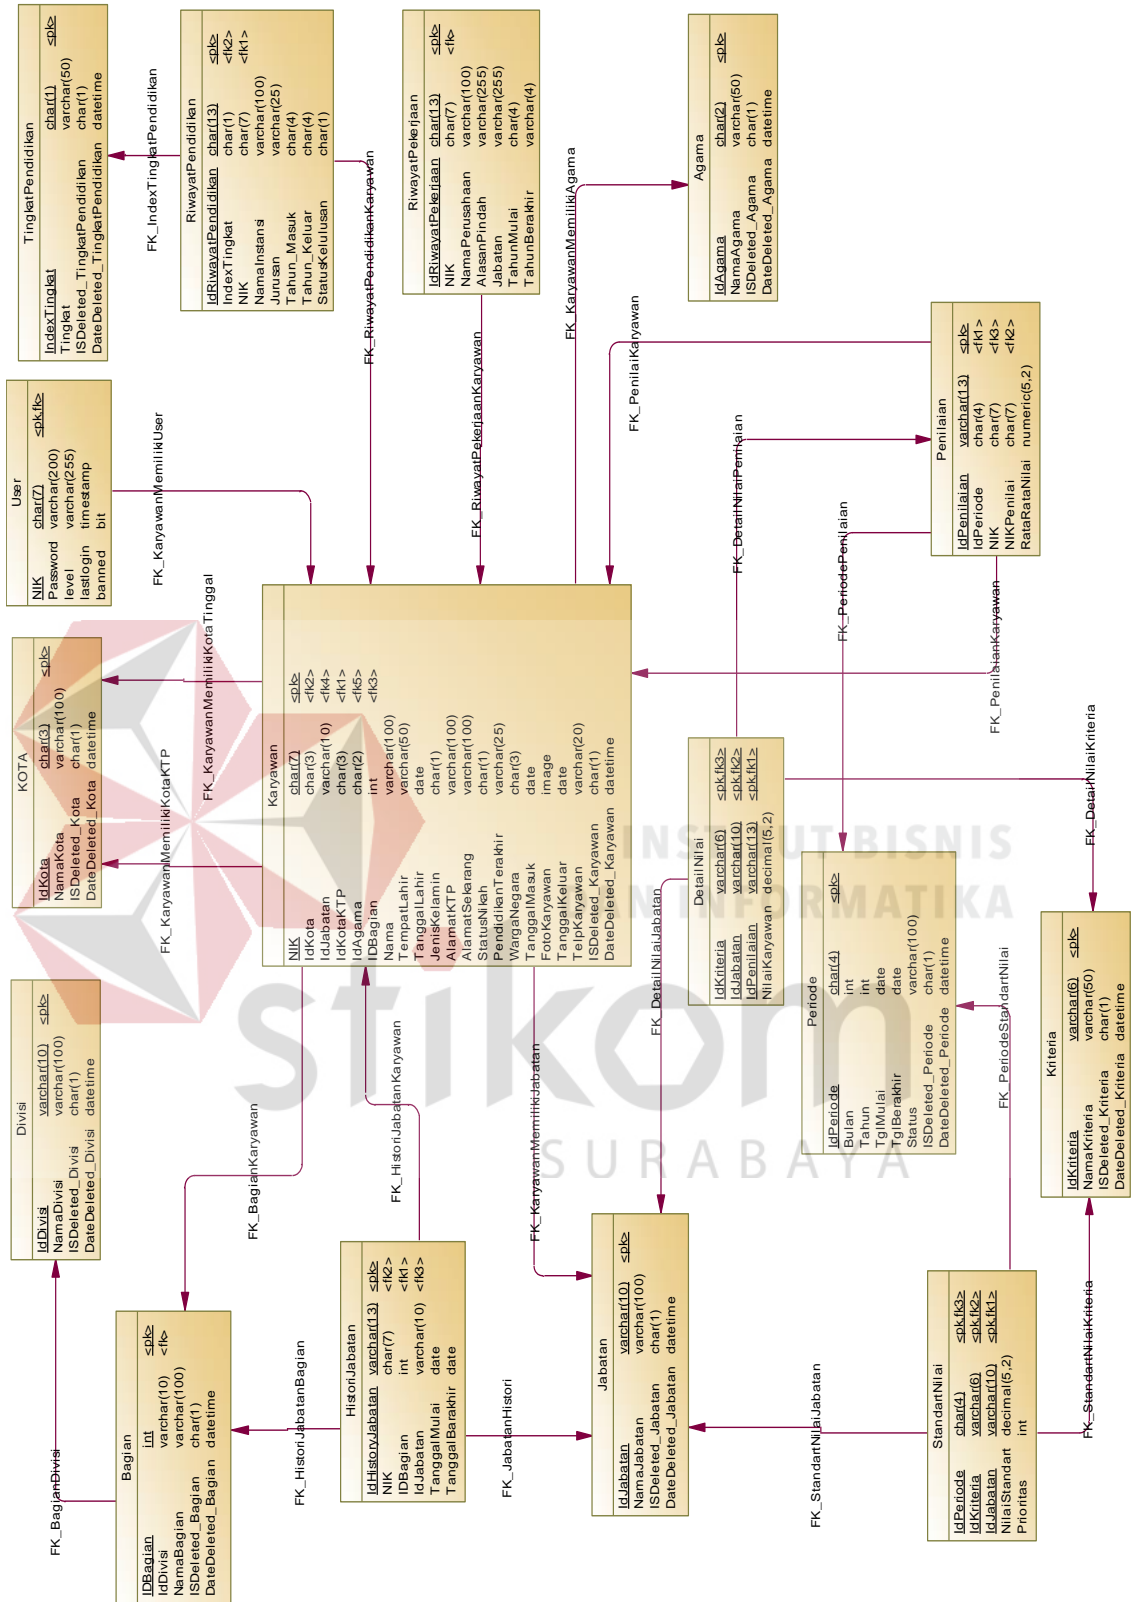 TingkatPendidikan
IndexTingkat char(1) <pk>
Tingkat varchar(50)
ISDeleted_TingkatPendidikan char(1)
DateDeleted_TingkatPendidikan datetime
FK_IndexTingkatPendidikan
RiwayatPendidikan
IdRiwayatPendidikan char(13) <pk>
IndexTingkat char(1) <fk2>
NIK char(7) <fk1>
NamaInstansi varchar(100)
Jurusan varchar(25)
Tahun_Masuk char(4)
Tahun_Keluar char(4)
StatusKelulusan char(1)
FK_RiwayatPendidikanKaryawan
RiwayatPekerjaan
IdRiwayatPekerjaan char(13) <pk>
NIK char(7) <fk>
NamaPerusahaan varchar(100)
AlasanPindah varchar(255)
Jabatan varchar(255)
TahunMulai char(4)
TahunBerakhir varchar(4)
FK_RiwayatPekerjaanKaryawan
Agama
IdAgama char(2) <pk>
NamaAgama varchar(50)
ISDeleted_Agama char(1)
DateDeleted_Agama datetime
FK_KaryawanMemilikiAgama
User
NIK char(7) <pk,fk>
Password varchar(200)
level varchar(255)
lastlogin timestamp
banned bit
FK_KaryawanMemilikiUser
KOTA
IdKota char(3) <pk>
NamaKota varchar(100)
ISDeleted_Kota char(1)
DateDeleted_Kota datetime
FK_KaryawanMemilikiKotaKTP
FK_KaryawanMemilikiKotaTinggal
Karyawan
NIK char(7) <pk>
IdKota char(3) <fk2>
IdJabatan varchar(10) <fk4>
IdKotaKTP char(3) <fk1>
IdAgama char(2) <fk5>
IDBagian int <fk3>
Nama varchar(100)
TempatLahir varchar(50)
TanggalLahir date
JenisKelamin char(1)
AlamatKTP varchar(100)
AlamatSekarang varchar(100)
StatusNikah char(1)
PendidikanTerakhir varchar(25)
WargaNegara char(3)
TanggalMasuk date
FotoKaryawan image
TanggalKeluar date
TelpKaryawan varchar(20)
ISDeleted_Karyawan char(1)
DateDeleted_Karyawan datetime
FK_PenilaiKaryawan
Penilaian
IdPenilaian varchar(13) <pk>
IdPeriode char(4) <fk1>
NIK char(7) <fk3>
NIKPenilai char(7) <fk2>
RataRataNilai numeric(5,2)
FK_DetailNilaiPenilaian
FK_PeriodePenilaian
FK_PenilaianKaryawan
DetailNilai
IdKriteria varchar(6) <pk,fk3>
IdJabatan varchar(10) <pk,fk2>
IdPenilaian varchar(13) <pk,fk1>
NilaiKaryawan decimal(5,2)
FK_DetailNilaiKriteria
FK_DetailNilaiJabatan
Periode
IdPeriode char(4) <pk>
Bulan int
Tahun int
TglMulai date
TglBerakhir date
Status varchar(100)
ISDeleted_Periode char(1)
DateDeleted_Periode datetime
FK_PeriodeStandartNilai
Kriteria
IdKriteria varchar(6) <pk>
NamaKriteria varchar(50)
ISDeleted_Kriteria char(1)
DateDeleted_Kriteria datetime
FK_StandartNilaiKriteria
Divisi
IdDivisi varchar(10) <pk>
NamaDivisi varchar(100)
ISDeleted_Divisi char(1)
DateDeleted_Divisi datetime
FK_BagianDivisi
FK_BagianKaryawan
FK_HistoriJabatanKaryawan
FK_KaryawanMemilikiJabatan
Bagian
IDBagian int <pk>
IdDivisi varchar(10) <fk>
NamaBagian varchar(100)
ISDeleted_Bagian char(1)
DateDeleted_Bagian datetime
FK_HistoriJabatanBagian
HistoriJabatan
IdHistoryJabatan varchar(13) <pk>
NIK char(7) <fk2>
IDBagian int <fk1>
IdJabatan varchar(10) <fk3>
TanggalMulai date
TanggalBarakhir date
FK_JabatanHistori
Jabatan
IdJabatan varchar(10) <pk>
NamaJabatan varchar(100)
ISDeleted_Jabatan char(1)
DateDeleted_Jabatan datetime
FK_StandartNilaiJabatan
StandartNilai
IdPeriode char(4) <pk,fk3>
IdKriteria varchar(6) <pk,fk2>
IdJabatan varchar(10) <pk,fk1>
NilaiStandart decimal(5,2)
Prioritas int
INSTITUT BISNIS
DAN INFORMATIKA
stikom
SURABAYA